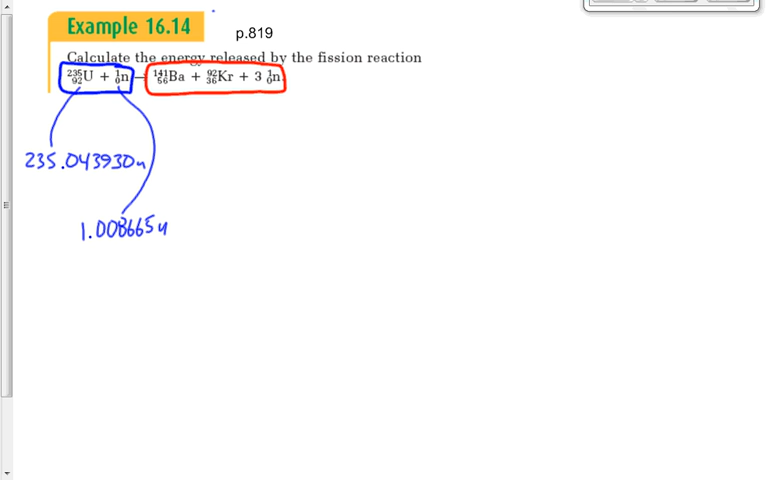 Example 16.14
p.819
Calculate the energy released by the fission reaction
²³⁵₉₂U + ¹₀n → ¹⁴¹₅₆Ba + ⁹²₃₆Kr + 3 ¹₀n.
235.043930u
1.008665u